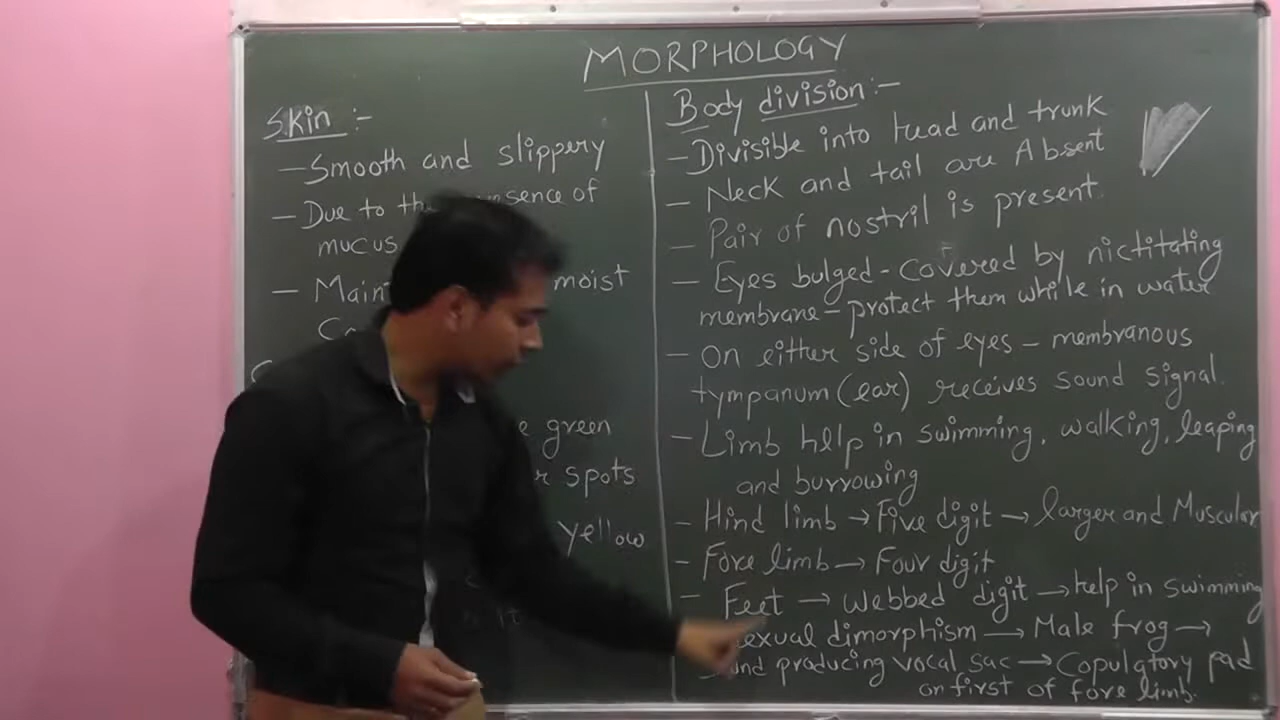 MORPHOLOGY
Skin :-
- Smooth and slippery
- Due to the of
mucus
- moist
green
spots
yellow
Body division :-
- Divisible into head and trunk
- Neck and tail are Absent
- Pair of nostril is present.
- Eyes bulged - Covered by nictitating
membrane - protect them while in water
- On either side of eyes - membranous
tympanum (ear) receives sound signal.
- Limb help in swimming, walking, leaping
and burrowing
- Hind limb → Five digit → larger and Muscular
- Fore limb → Four digit
- Feet → Webbed digit → help in swimming
exual dimorphism → Male frog →
producing vocal sac → Copulatory pad
on first of fore limb.